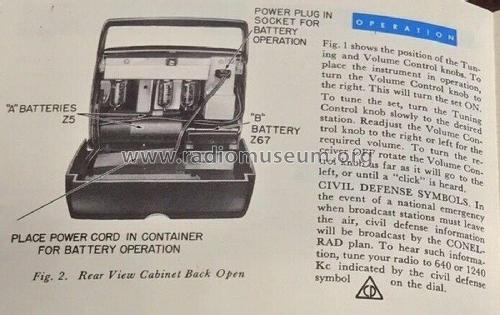 POWER PLUG IN
SOCKET FOR
BATTERY
OPERATION
"A" BATTERIES
Z5
"B"
BATTERY
Z67
PLACE POWER CORD IN CONTAINER
FOR BATTERY OPERATION
Fig. 2. Rear View Cabinet Back Open
www.radiomuseum.org
OPERATION
Fig. 1 shows the position of the Tun-
ing and Volume Control knobs. To
place the instrument in operation,
turn the Volume Control knob to
the right. This will turn the set ON.
To tune the set, turn the Tuning
Control knob slowly to the desired
station. Readjust the Volume Con-
trol knob to the right or left for the
required volume. To turn the re-
ceiver OFF rotate the Volume Con-
trol knob as far as it will go to the
left, or until a "click" is heard.
CIVIL DEFENSE SYMBOLS. In
the event of a national emergency
when broadcast stations must leave
the air, civil defense information
will be broadcast by the CONEL-
RAD plan. To hear such informa-
tion, tune your radio to 640 or 1240
Kc indicated by the civil defense
symbol CD on the dial.